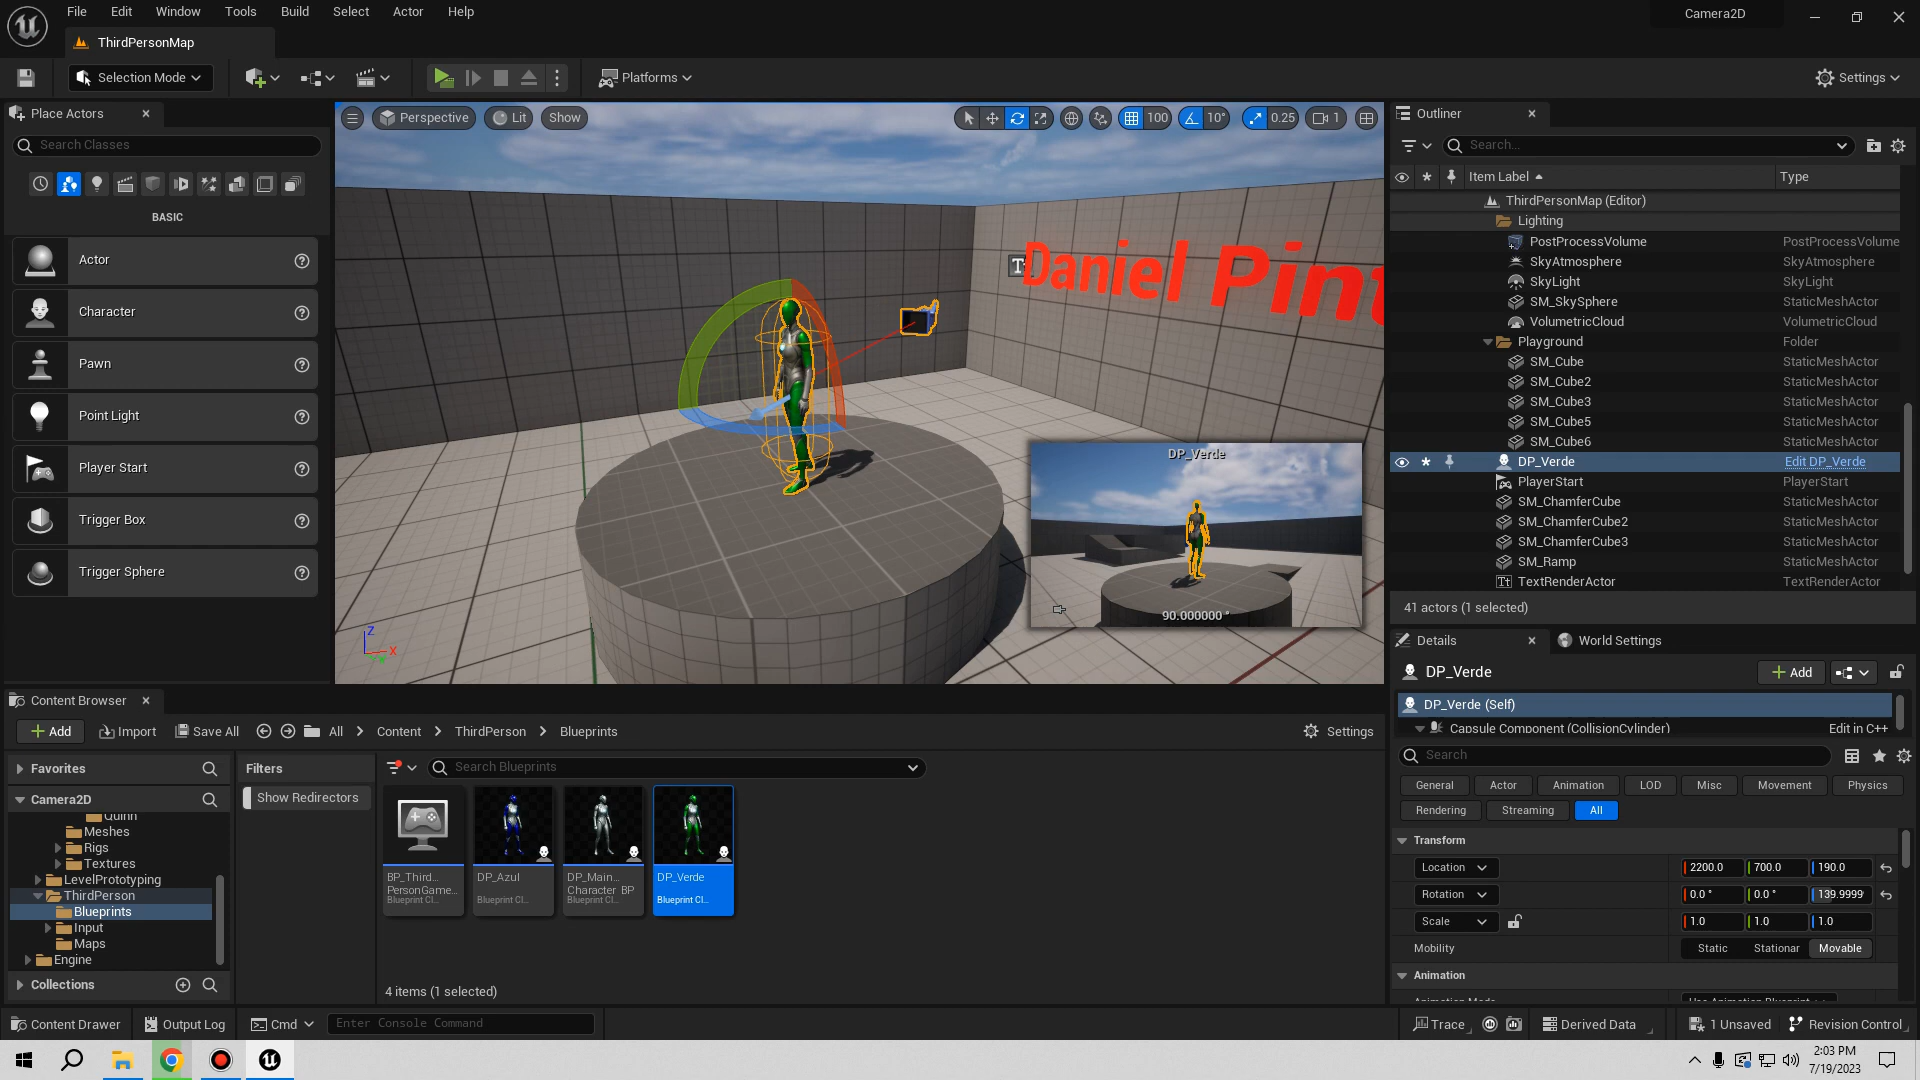 File Edit Window Tools Build Select Actor Help
Camera2D
ThirdPersonMap
Selection Mode
Platforms
Settings
Place Actors
Search Classes
BASIC
Actor
Character
Pawn
Point Light
Player Start
Trigger Box
Trigger Sphere
Perspective Lit Show
100 10° 0.25 1
Daniel
DP_Verde
90.000000 °
Z
X
Outliner
Search...
Item Label Type
ThirdPersonMap (Editor)
Lighting
PostProcessVolume PostProcessVolume
SkyAtmosphere SkyAtmosphere
SkyLight SkyLight
SM_SkySphere StaticMeshActor
VolumetricCloud VolumetricCloud
Playground Folder
SM_Cube StaticMeshActor
SM_Cube2 StaticMeshActor
SM_Cube3 StaticMeshActor
SM_Cube5 StaticMeshActor
SM_Cube6 StaticMeshActor
DP_Verde Edit DP_Verde
PlayerStart PlayerStart
SM_ChamferCube StaticMeshActor
SM_ChamferCube2 StaticMeshActor
SM_ChamferCube3 StaticMeshActor
SM_Ramp StaticMeshActor
TextRenderActor TextRenderActor
41 actors (1 selected)
Details World Settings
DP_Verde Add
DP_Verde (Self)
Capsule Component (CollisionCylinder) Edit in C++
Search
General Actor Animation LOD Misc Movement Physics
Rendering Streaming All
Transform
Location 2200.0 700.0 190.0
Rotation 0.0 ° 0.0 ° 139.9999
Scale 1.0 1.0 1.0
Mobility Static Stationar Movable
Animation
Content Browser
Add Import Save All All Content ThirdPerson Blueprints Settings
Favorites
Camera2D
Quinn
Meshes
Rigs
Textures
LevelPrototyping
ThirdPerson
Blueprints
Input
Maps
Engine
Collections
Filters
Show Redirectors
Search Blueprints
BP_Third...
PersonGame...
Blueprint Cl...
DP_Azul
Blueprint Cl...
DP_Main...
Character_BP
Blueprint Cl...
DP_Verde
Blueprint Cl...
4 items (1 selected)
Content Drawer Output Log Cmd Enter Console Command
Trace Derived Data 1 Unsaved Revision Control
2:03 PM
7/19/2023